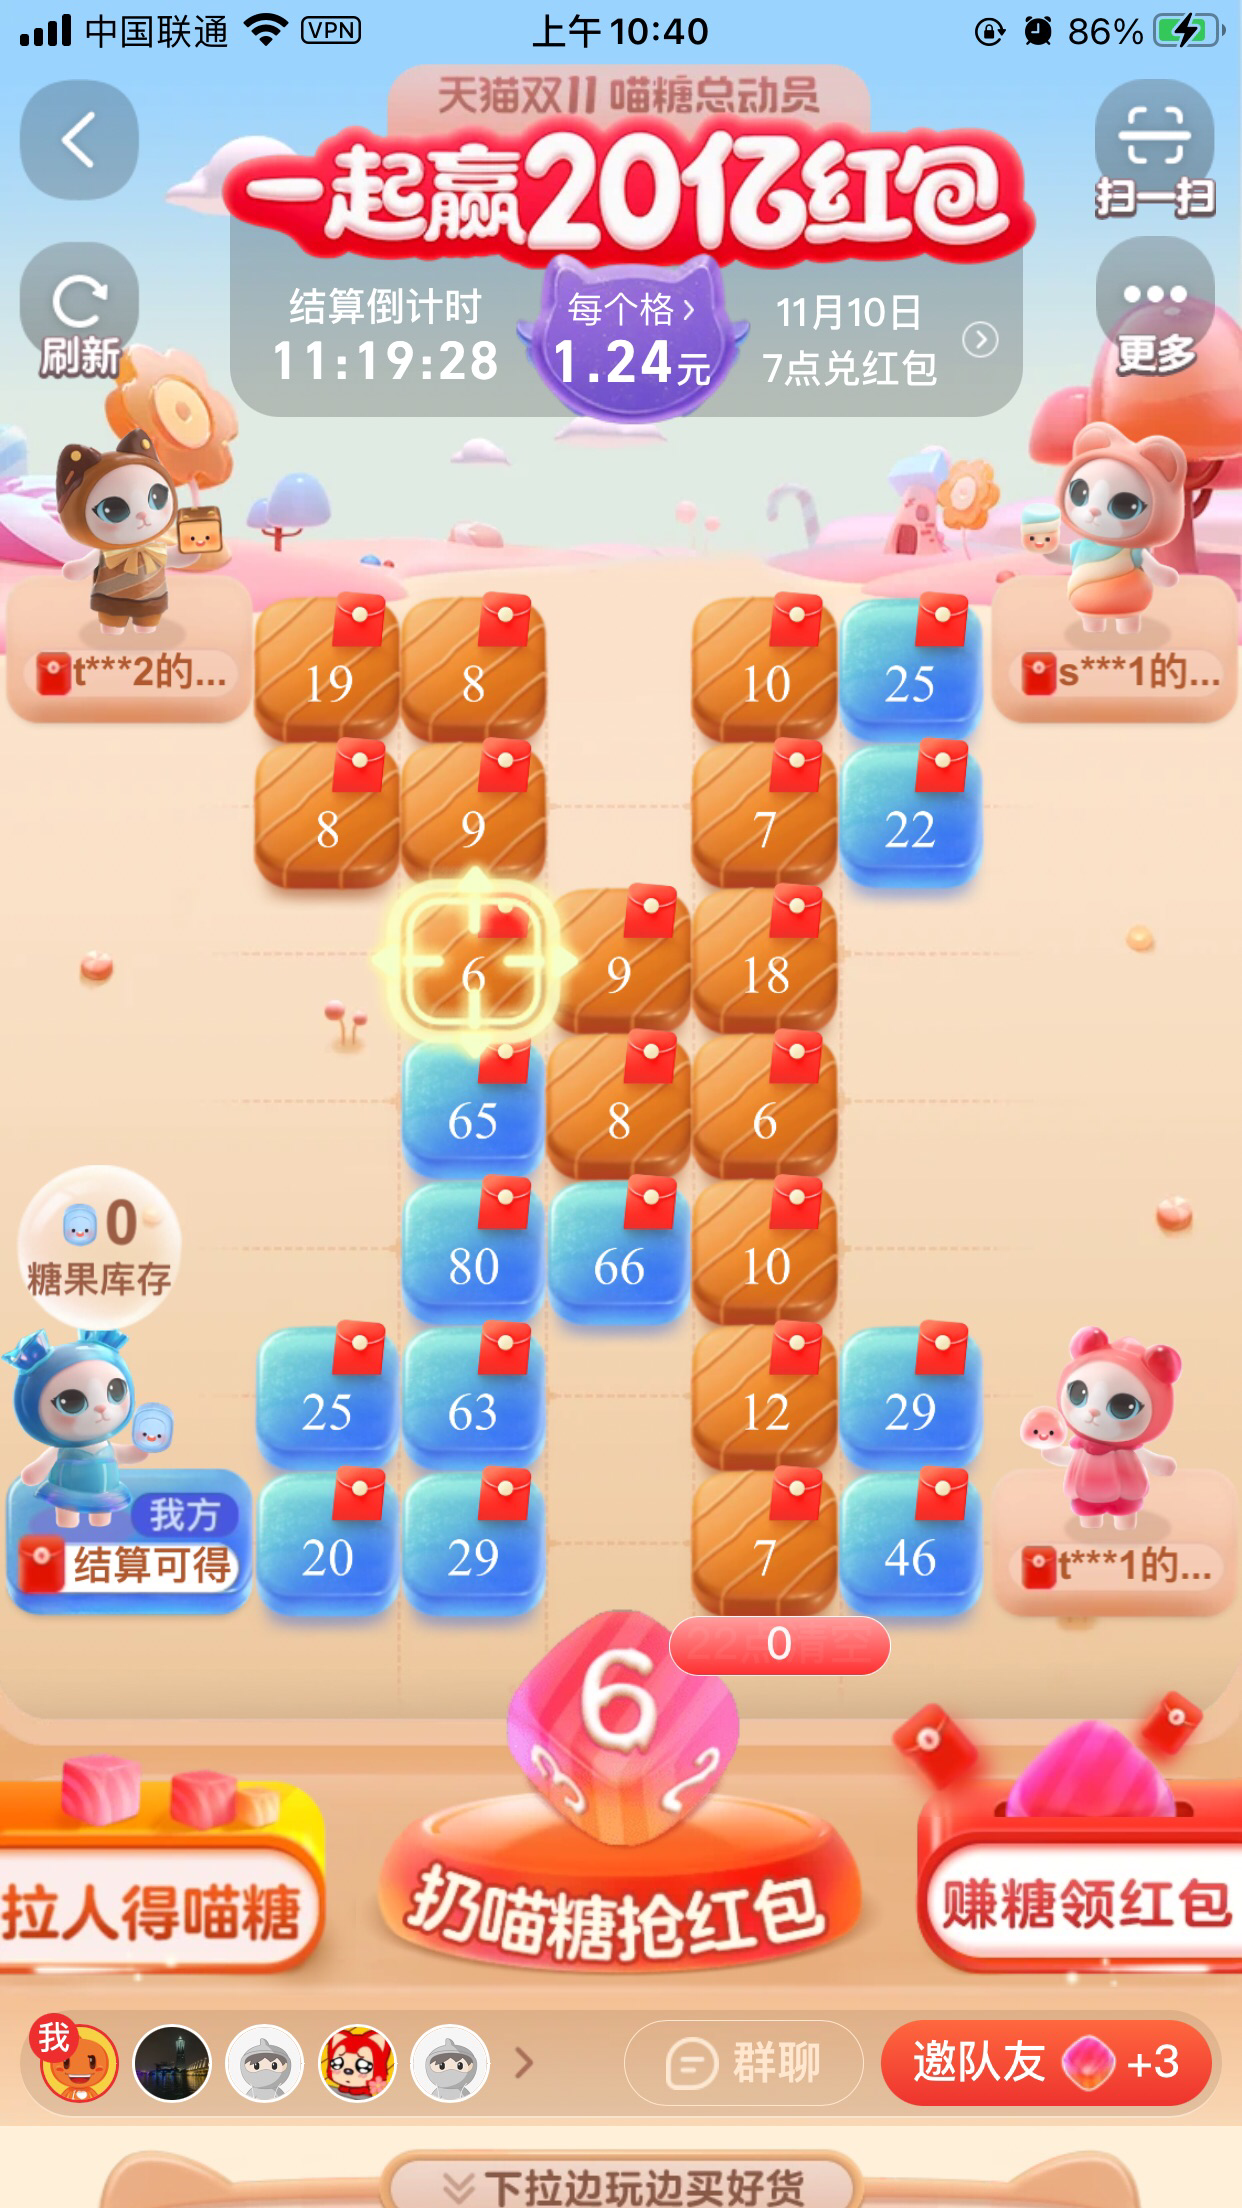 中国联通 VPN 上午10:40 86%
天猫双11 喵糖总动员
一起赢20亿红包
扫一扫
刷新
更多
结算倒计时
11:19:28
每个格
1.24元
11月10日
7点兑红包
t***2的...
s***1的...
19 8 10 25
8 9 7 22
6 9 18
65 8 6
80 66 10
25 63 12 29
20 29 7 46
0
糖果库存
我方
结算可得
t***1的...
22点清空
0
6
3 2
拉人得喵糖
扔喵糖抢红包
赚糖领红包
我
群聊
邀队友 +3
下拉边玩边买好货